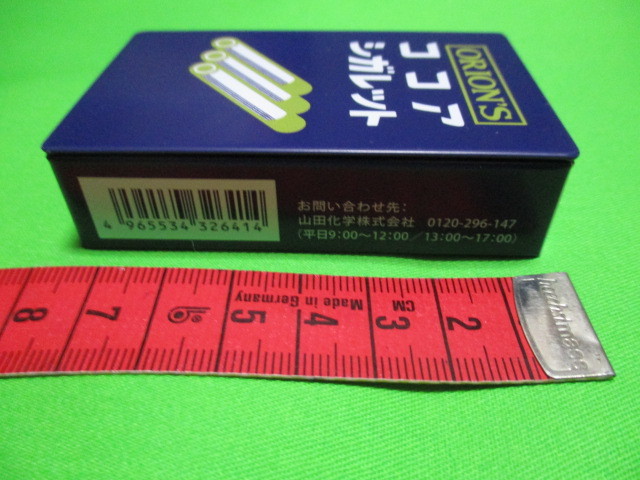 ORION'S
ココア
シガレット
4 965534 326414
お問い合わせ先:
山田化学株式会社 0120-296-147
(平日9:00〜12:00/13:00〜17:00)
8 7 6 5 4 3 2
Made in Germany
CM